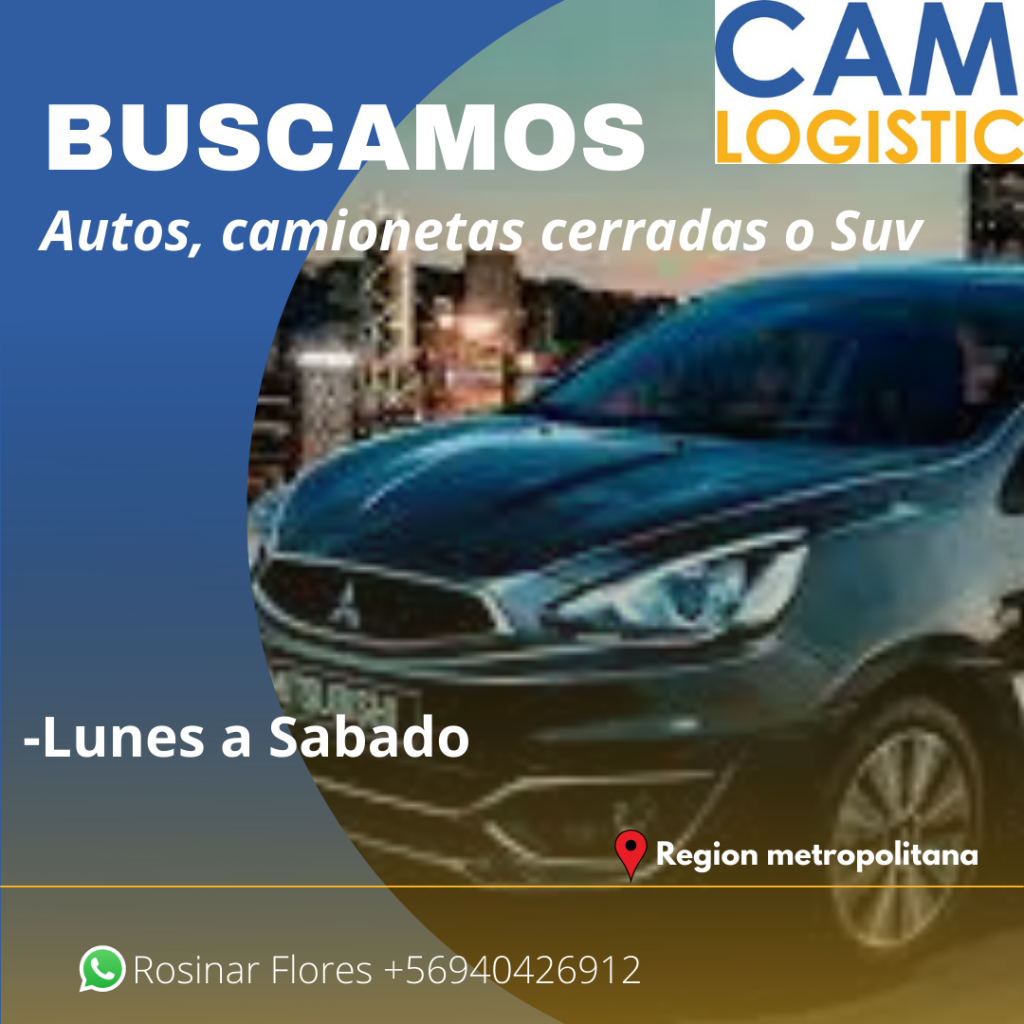 CAM
LOGISTIC
BUSCAMOS
Autos, camionetas cerradas o Suv
-Lunes a Sabado
Region metropolitana
Rosinar Flores +56940426912